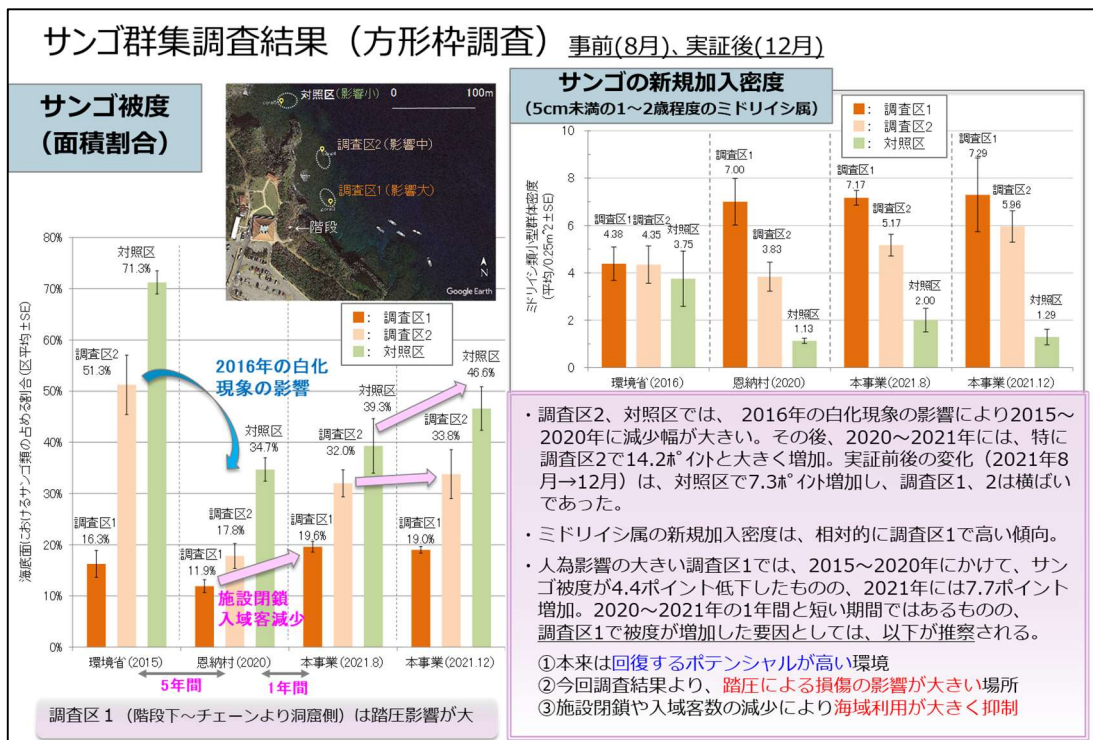 サンゴ群集調査結果（方形枠調査） 事前(8月)、実証後(12月)
サンゴ被度
（面積割合）
対照区(影響小)
0 100m
調査区2(影響中)
調査区1(影響大)
階段
N
Google Earth
■: 調査区1
■: 調査区2
■: 対照区
海底面におけるサンゴ類の占める割合(区平均±SE)
80%
70%
60%
50%
40%
30%
20%
10%
0%
調査区1
16.3%
調査区2
51.3%
対照区
71.3%
2016年の白化
現象の影響
調査区1
11.9%
調査区2
17.8%
対照区
34.7%
施設閉鎖
入域客減少
調査区1
19.6%
調査区2
32.0%
対照区
39.3%
調査区1
19.0%
調査区2
33.8%
対照区
46.6%
環境省(2015) 恩納村(2020) 本事業(2021.8) 本事業(2021.12)
5年間 1年間
調査区１（階段下～チェーンより洞窟側）は踏圧影響が大
サンゴの新規加入密度
（5cm未満の1～2歳程度のミドリイシ属）
■: 調査区1
■: 調査区2
■: 対照区
ミドリイシ類小型群体密度
(平均/0.25m^2±SE)
10
8
6
4
2
0
調査区1
4.38
調査区2
4.35
対照区
3.75
調査区1
7.00
調査区2
3.83
対照区
1.13
調査区1
7.17
調査区2
5.17
対照区
2.00
調査区1
7.29
調査区2
5.96
対照区
1.29
環境省(2016) 恩納村(2020) 本事業(2021.8) 本事業(2021.12)
・調査区2、対照区では、 2016年の白化現象の影響により2015～
2020年に減少幅が大きい。その後、2020～2021年には、特に
調査区2で14.2ﾎﾟｲﾝﾄと大きく増加。実証前後の変化（2021年8
月→12月）は、対照区で7.3ﾎﾟｲﾝﾄ増加し、調査区1、2は横ばい
であった。
・ミドリイシ属の新規加入密度は、相対的に調査区1で高い傾向。
・人為影響の大きい調査区1では、2015～2020年にかけて、サン
ゴ被度が4.4ポイント低下したものの、2021年には7.7ポイント
増加。2020～2021年の1年間と短い期間ではあるものの、
調査区1で被度が増加した要因としては、以下が推察される。
①本来は回復するポテンシャルが高い環境
②今回調査結果より、踏圧による損傷の影響が大きい場所
③施設閉鎖や入域客数の減少により海域利用が大きく抑制